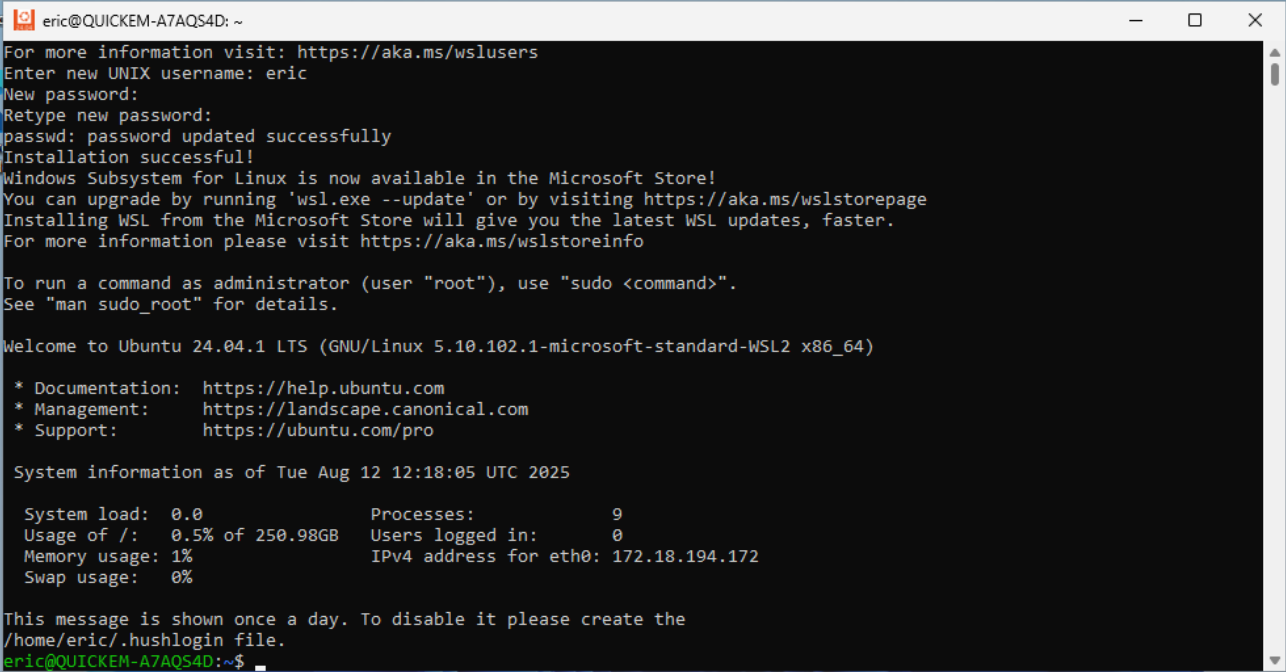 eric@QUICKEM-A7AQS4D: ~
For more information visit: https://aka.ms/wslusers
Enter new UNIX username: eric
New password:
Retype new password:
passwd: password updated successfully
Installation successful!
Windows Subsystem for Linux is now available in the Microsoft Store!
You can upgrade by running 'wsl.exe --update' or by visiting https://aka.ms/wslstorepage
Installing WSL from the Microsoft Store will give you the latest WSL updates, faster.
For more information please visit https://aka.ms/wslstoreinfo

To run a command as administrator (user "root"), use "sudo <command>".
See "man sudo_root" for details.

Welcome to Ubuntu 24.04.1 LTS (GNU/Linux 5.10.102.1-microsoft-standard-WSL2 x86_64)

 * Documentation:  https://help.ubuntu.com
 * Management:     https://landscape.canonical.com
 * Support:        https://ubuntu.com/pro

 System information as of Tue Aug 12 12:18:05 UTC 2025

  System load:  0.0                Processes:             9
  Usage of /:   0.5% of 250.98GB   Users logged in:       0
  Memory usage: 1%                 IPv4 address for eth0: 172.18.194.172
  Swap usage:   0%

This message is shown once a day. To disable it please create the
/home/eric/.hushlogin file.
eric@QUICKEM-A7AQS4D:~$